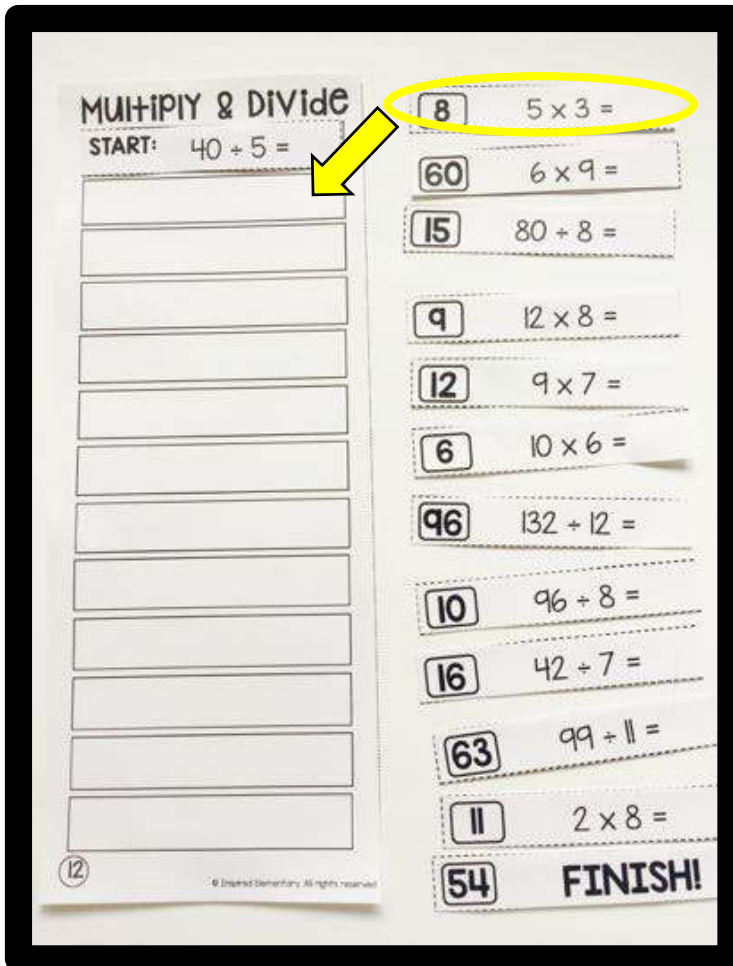 MUltiPlY & DiVide
START: 40 ÷ 5 =
8 5 x 3 =
60 6 x 9 =
15 80 ÷ 8 =
9 12 x 8 =
12 9 x 7 =
6 10 x 6 =
96 132 ÷ 12 =
10 96 ÷ 8 =
16 42 ÷ 7 =
63 99 ÷ 11 =
11 2 x 8 =
54 FINISH!
12
© Inspired Elementary. All rights reserved